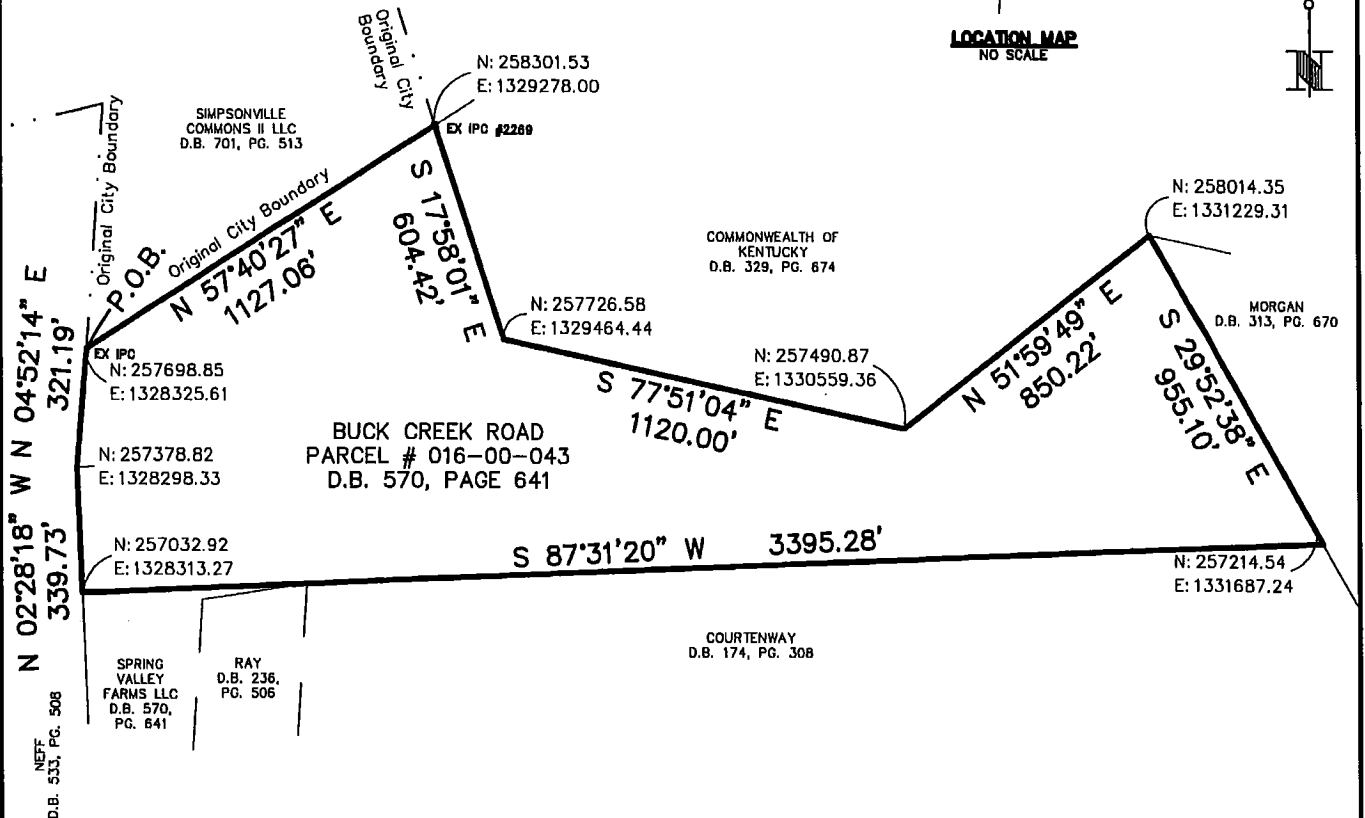 LOCATION MAP
NO SCALE
N
Original City
Boundary
N: 258301.53
E: 1329278.00
EX IPC #2269
SIMPSONVILLE
COMMONS II LLC
D.B. 701, PG. 513
Original City Boundary
Original City Boundary
P.O.B.
N 57°40'27" E
1127.06'
S 17°58'01" E
604.42'
COMMONWEALTH OF
KENTUCKY
D.B. 329, PG. 674
N: 258014.35
E: 1331229.31
MORGAN
D.B. 313, PG. 670
N: 257726.58
E: 1329464.44
N: 257490.87
E: 1330559.36
S 77°51'04" E
1120.00'
N 51°59'49" E
850.22'
S 29°52'38" E
955.10'
EX IPC
N: 257698.85
E: 1328325.61
N 04°52'14" E
321.19'
N: 257378.82
E: 1328298.33
BUCK CREEK ROAD
PARCEL # 016-00-043
D.B. 570, PAGE 641
N 02°28'18" W
339.73'
N: 257032.92
E: 1328313.27
S 87°31'20" W 3395.28'
N: 257214.54
E: 1331687.24
SPRING
VALLEY
FARMS LLC
D.B. 570,
PG. 641
RAY
D.B. 236,
PG. 506
COURTENWAY
D.B. 174, PG. 308
NEFF
D.B. 533, PG. 508